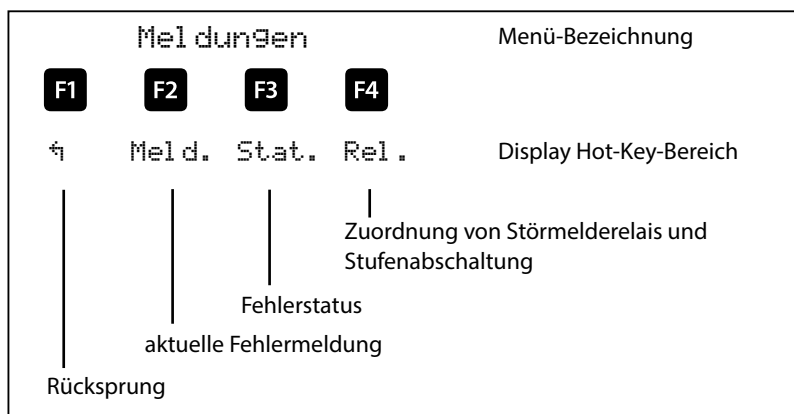 Meldungen Menü-Bezeichnung
F1 F2 F3 F4
↰ Meld. Stat. Rel. Display Hot-Key-Bereich
Zuordnung von Störmelderelais und
Stufenabschaltung
Fehlerstatus
aktuelle Fehlermeldung
Rücksprung